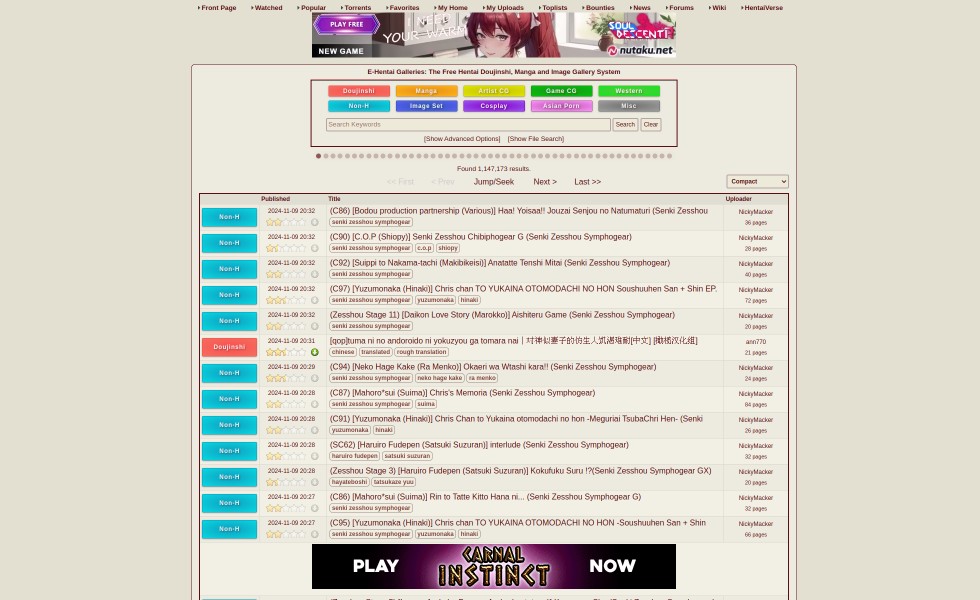 Front Page Watched Popular Torrents Favorites My Home My Uploads Toplists Bounties News Forums Wiki HentaiVerse
PLAY FREE
I NEED
YOUR WARMTH
NEW GAME
SOUL
DESCENT!
nutaku.net
E-Hentai Galleries: The Free Hentai Doujinshi, Manga and Image Gallery System
Doujinshi Manga Artist CG Game CG Western
Non-H Image Set Cosplay Asian Porn Misc
Search Keywords Search Clear
[Show Advanced Options] [Show File Search]
Found 1,147,173 results.
<< First < Prev Jump/Seek Next > Last >> Compact
Published Title Uploader
Non-H 2024-11-09 20:32 (C86) [Bodou production partnership (Various)] Haa! Yoisaa!! Jouzai Senjou no Natumaturi (Senki Zesshou NickyMacker
senki zesshou symphogear 36 pages
Non-H 2024-11-09 20:32 (C90) [C.O.P (Shiopy)] Senki Zesshou Chibiphogear G (Senki Zesshou Symphogear) NickyMacker
senki zesshou symphogear c.o.p shiopy 28 pages
Non-H 2024-11-09 20:32 (C92) [Suippi to Nakama-tachi (Makibikeisi)] Anatatte Tenshi Mitai (Senki Zesshou Symphogear) NickyMacker
senki zesshou symphogear 40 pages
Non-H 2024-11-09 20:32 (C97) [Yuzumonaka (Hinaki)] Chris chan TO YUKAINA OTOMODACHI NO HON Soushuuhen San + Shin EP. NickyMacker
senki zesshou symphogear yuzumonaka hinaki 72 pages
Non-H 2024-11-09 20:32 (Zesshou Stage 11) [Daikon Love Story (Marokko)] Aishiteru Game (Senki Zesshou Symphogear) NickyMacker
senki zesshou symphogear 20 pages
Doujinshi 2024-11-09 20:31 [qop]tuma ni no andoroido ni yokuzyou ga tomara nai | 对神似妻子的仿生人饥渴难耐[中文] [勃勃汉化组] ann770
chinese translated rough translation 21 pages
Non-H 2024-11-09 20:29 (C94) [Neko Hage Kake (Ra Menko)] Okaeri wa Wtashi kara!! (Senki Zesshou Symphogear) NickyMacker
senki zesshou symphogear neko hage kake ra menko 24 pages
Non-H 2024-11-09 20:28 (C87) [Mahoro*sui (Suima)] Chris's Memoria (Senki Zesshou Symphogear) NickyMacker
senki zesshou symphogear suima 84 pages
Non-H 2024-11-09 20:28 (C91) [Yuzumonaka (Hinaki)] Chris Chan to Yukaina otomodachi no hon -Meguriai TsubaChri Hen- (Senki NickyMacker
yuzumonaka hinaki 26 pages
Non-H 2024-11-09 20:28 (SC62) [Haruiro Fudepen (Satsuki Suzuran)] interlude (Senki Zesshou Symphogear) NickyMacker
haruiro fudepen satsuki suzuran 32 pages
Non-H 2024-11-09 20:28 (Zesshou Stage 3) [Haruiro Fudepen (Satsuki Suzuran)] Kokufuku Suru !?(Senki Zesshou Symphogear GX) NickyMacker
hayateboshi tatsukaze yuu 20 pages
Non-H 2024-11-09 20:27 (C86) [Mahoro*sui (Suima)] Rin to Tatte Kitto Hana ni... (Senki Zesshou Symphogear G) NickyMacker
senki zesshou symphogear 32 pages
Non-H 2024-11-09 20:27 (C95) [Yuzumonaka (Hinaki)] Chris chan TO YUKAINA OTOMODACHI NO HON -Soushuuhen San + Shin NickyMacker
senki zesshou symphogear yuzumonaka hinaki 66 pages
PLAY CARNAL INSTINCT NOW